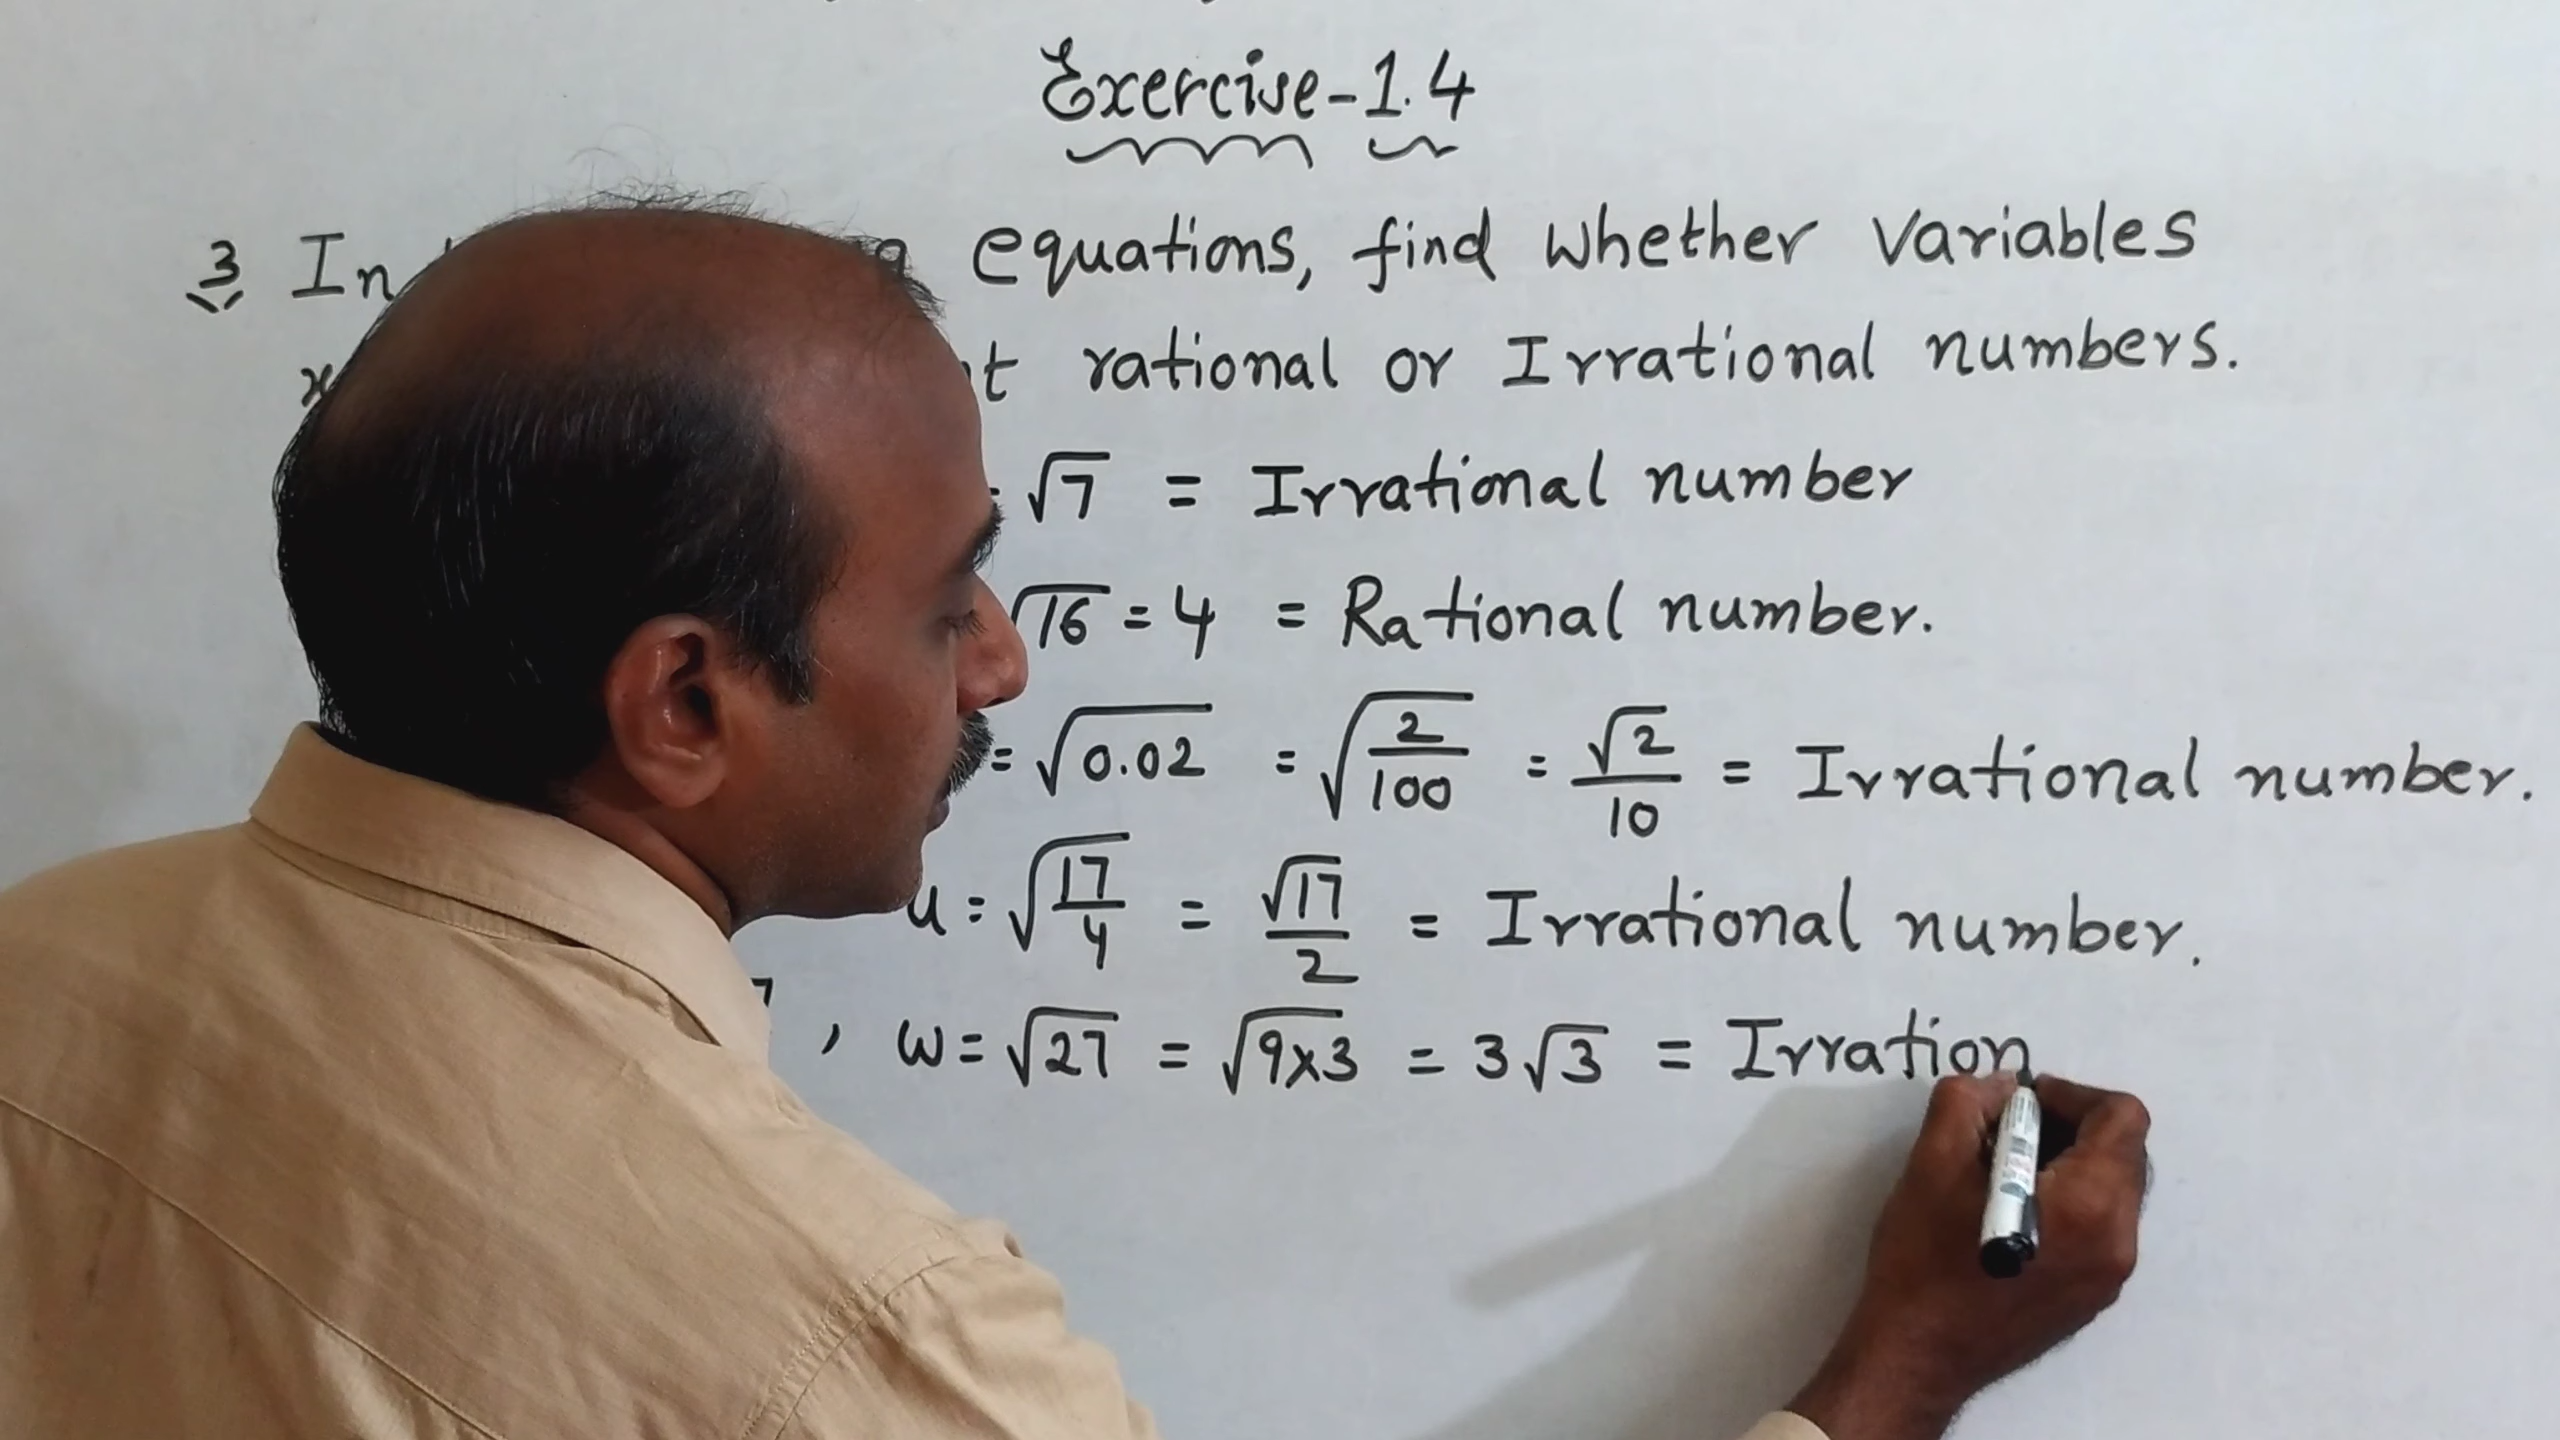 Exercise-1.4
3 In equations, find whether variables
x rational or Irrational numbers.
√7 = Irrational number
√16 = 4 = Rational number.
= √0.02 = √(2/100) = √2/10 = Irrational number.
u = √(17/4) = √17/2 = Irrational number.
, w = √27 = √9x3 = 3√3 = Irration